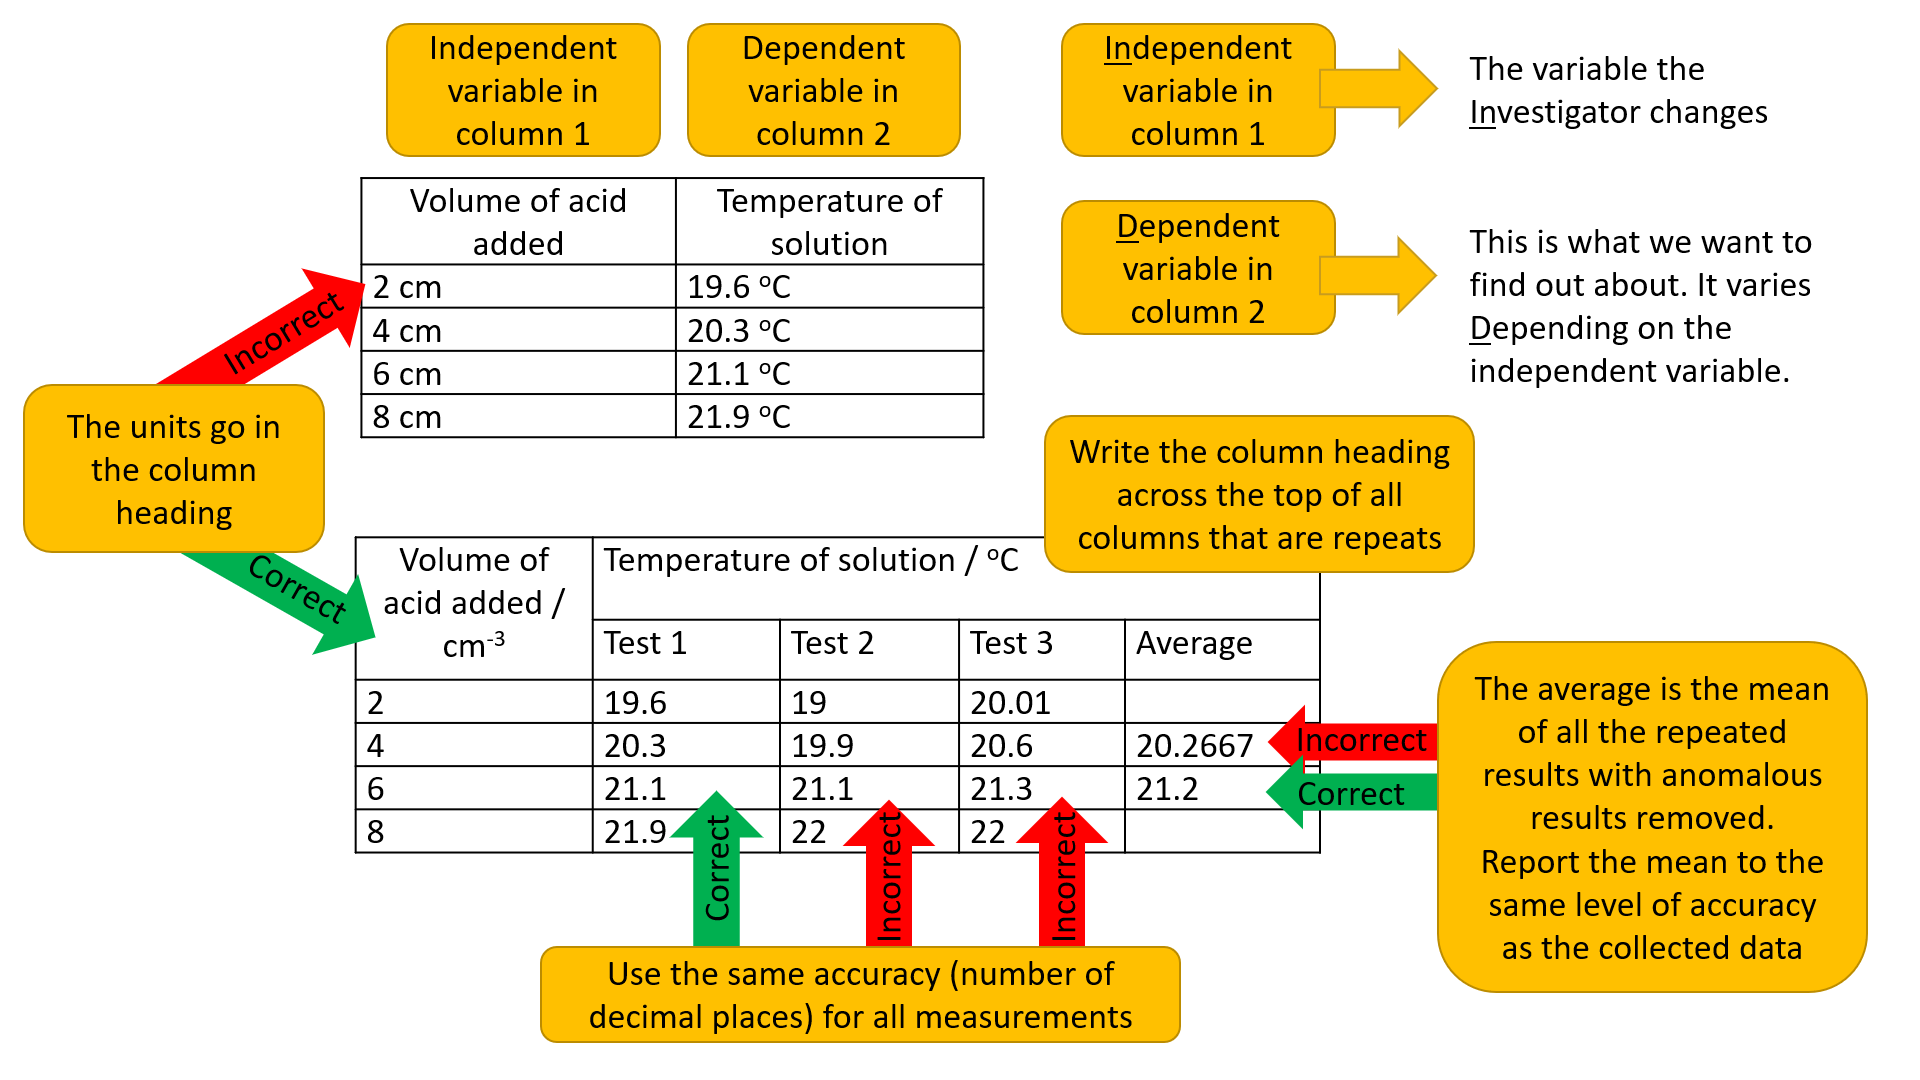 Independent
variable in
column 1
Dependent
variable in
column 2
Independent
variable in
column 1
The variable the
Investigator changes
Dependent
variable in
column 2
This is what we want to
find out about. It varies
Depending on the
independent variable.
Volume of acid
added
Temperature of
solution
2 cm
19.6 ºC
4 cm
20.3 ºC
6 cm
21.1 ºC
8 cm
21.9 ºC
Incorrect
The units go in
the column
heading
Correct
Write the column heading
across the top of all
columns that are repeats
Volume of
acid added /
cm⁻³
Temperature of solution / ºC
Test 1
Test 2
Test 3
Average
2
19.6
19
20.01
4
20.3
19.9
20.6
20.2667
6
21.1
21.1
21.3
21.2
8
21.9
22
22
Incorrect
Correct
The average is the mean
of all the repeated
results with anomalous
results removed.
Report the mean to the
same level of accuracy
as the collected data
Correct
Incorrect
Incorrect
Use the same accuracy (number of
decimal places) for all measurements